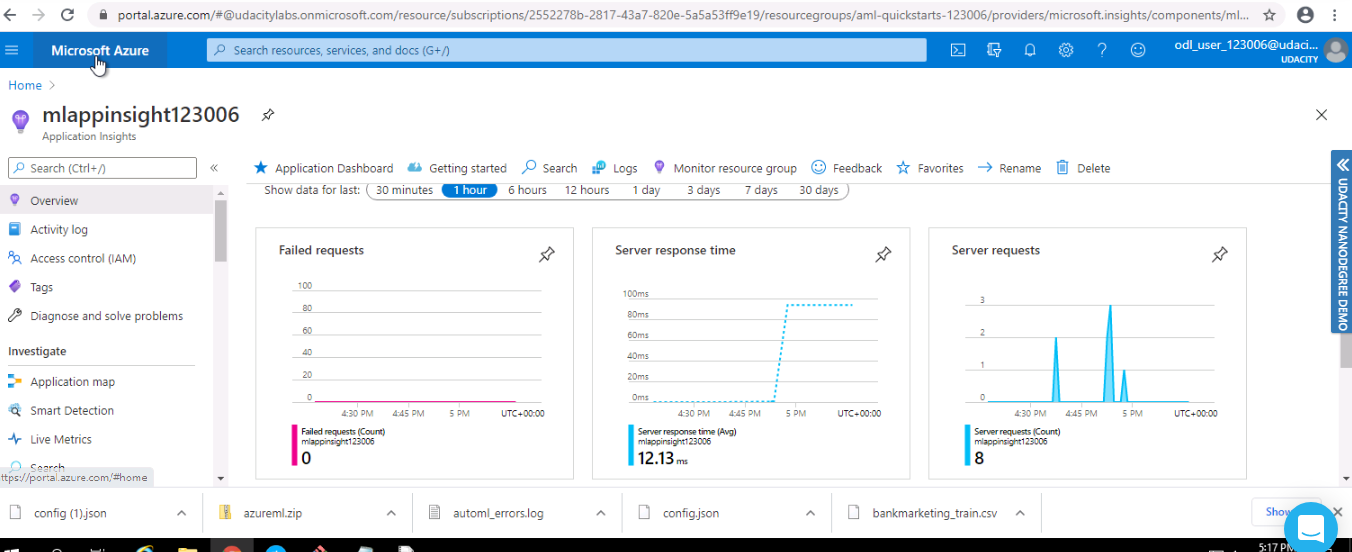 portal.azure.com/#@udacitylabs.onmicrosoft.com/resource/subscriptions/2552278b-2817-43a7-820e-5a5a53ff9e19/resourcegroups/aml-quickstarts-123006/providers/microsoft.insights/components/ml...
Microsoft Azure
Search resources, services, and docs (G+/)
odl_user_123006@udaci...
UDACITY
Home >
mlappinsight123006
Application Insights
Search (Ctrl+/)
«
Application Dashboard
Getting started
Search
Logs
Monitor resource group
Feedback
Favorites
Rename
Delete
Show data for last:
30 minutes
1 hour
6 hours
12 hours
1 day
3 days
7 days
30 days
Overview
Activity log
Access control (IAM)
Tags
Diagnose and solve problems
Investigate
Application map
Smart Detection
Live Metrics
Search
ttps://portal.azure.com/#home
Failed requests
100
80
60
40
20
0
4:30 PM
4:45 PM
5 PM
UTC+00:00
Failed requests (Count)
mlappinsight123006
0
Server response time
100ms
80ms
60ms
40ms
20ms
0ms
4:30 PM
4:45 PM
5 PM
UTC+00:00
Server response time (Avg)
mlappinsight123006
12.13 ms
Server requests
3
2
1
0
4:30 PM
4:45 PM
5 PM
UTC+00:00
Server requests (Count)
mlappinsight123006
8
UDACITY NANODEGREE DEMO
config (1).json
azureml.zip
automl_errors.log
config.json
bankmarketing_train.csv
Show
5:17 PM